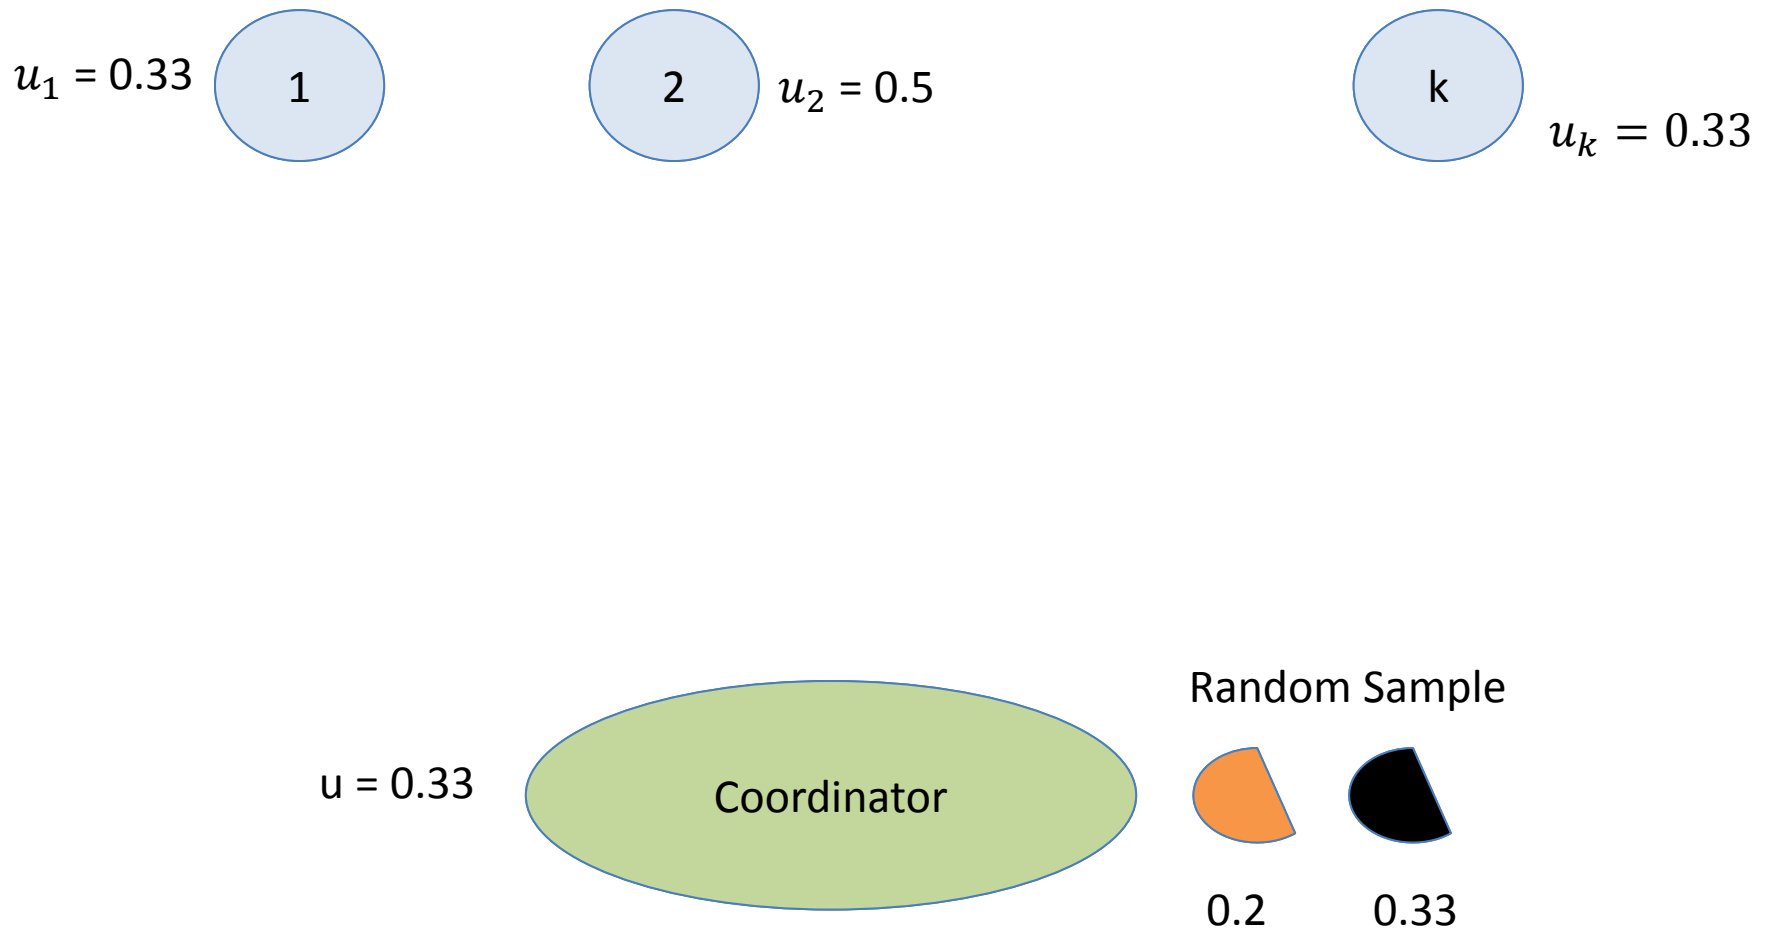 u₁ = 0.33
1
2
u₂ = 0.5
k
uₖ = 0.33
Random Sample
u = 0.33
Coordinator
0.2
0.33